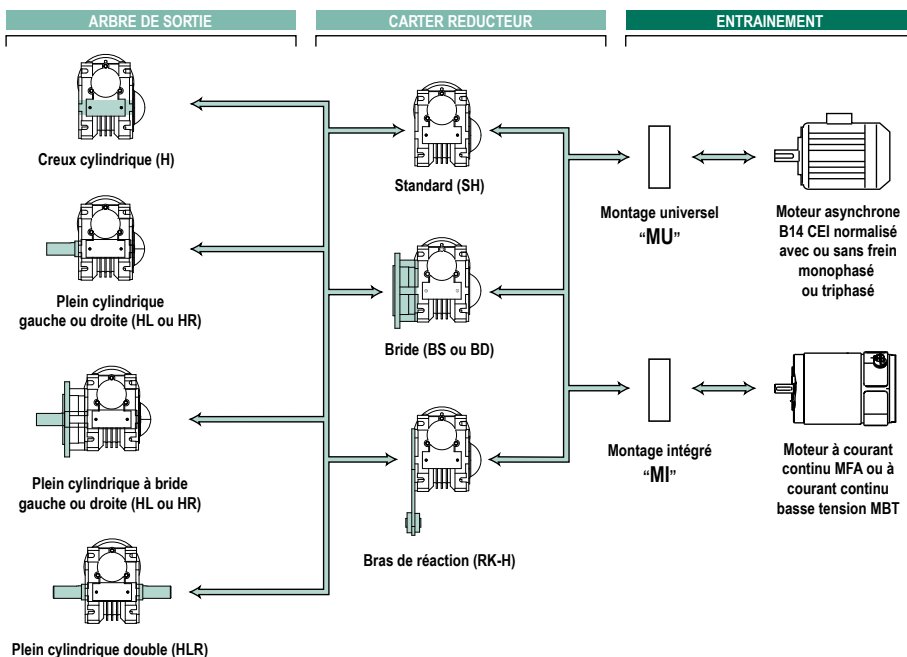 ARBRE DE SORTIE
CARTER REDUCTEUR
ENTRAINEMENT
Creux cylindrique (H)
Plein cylindrique
gauche ou droite (HL ou HR)
Plein cylindrique à bride
gauche ou droite (HL ou HR)
Plein cylindrique double (HLR)
Standard (SH)
Bride (BS ou BD)
Bras de réaction (RK-H)
Montage universel
“MU”
Montage intégré
“MI”
Moteur asynchrone
B14 CEI normalisé
avec ou sans frein
monophasé
ou triphasé
Moteur à courant
continu MFA ou à
courant continu
basse tension MBT